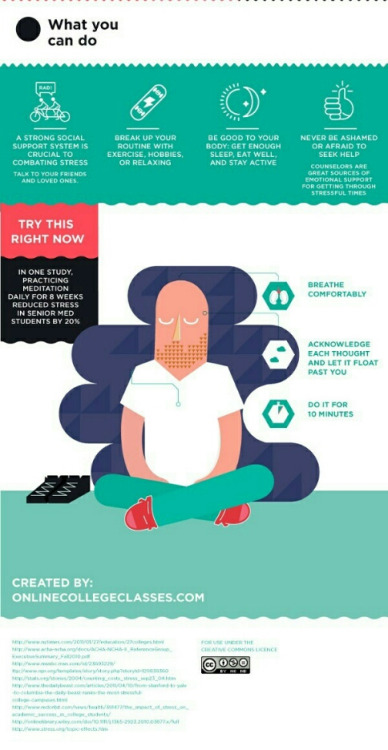 What you
can do
RAD!
A STRONG SOCIAL
SUPPORT SYSTEM IS
CRUCIAL TO
COMBATING STRESS
TALK TO YOUR FRIENDS
AND LOVED ONES.
BREAK UP YOUR
ROUTINE WITH
EXERCISE, HOBBIES,
OR RELAXING
BE GOOD TO YOUR
BODY: GET ENOUGH
SLEEP, EAT WELL,
AND STAY ACTIVE
NEVER BE ASHAMED
OR AFRAID TO
SEEK HELP
COUNSELORS ARE
GREAT SOURCES OF
EMOTIONAL SUPPORT
FOR GETTING THROUGH
STRESSFUL TIMES
TRY THIS
RIGHT NOW
IN ONE STUDY,
PRACTICING
MEDITATION
DAILY FOR 8 WEEKS
REDUCED STRESS
IN SENIOR MED
STUDENTS BY 20%
BREATHE
COMFORTABLY
ACKNOWLEDGE
EACH THOUGHT
AND LET IT FLOAT
PAST YOU
DO IT FOR
10 MINUTES
CREATED BY:
ONLINECOLLEGECLASSES.COM
FOR USE UNDER THE
CREATIVE COMMONS LICENCE